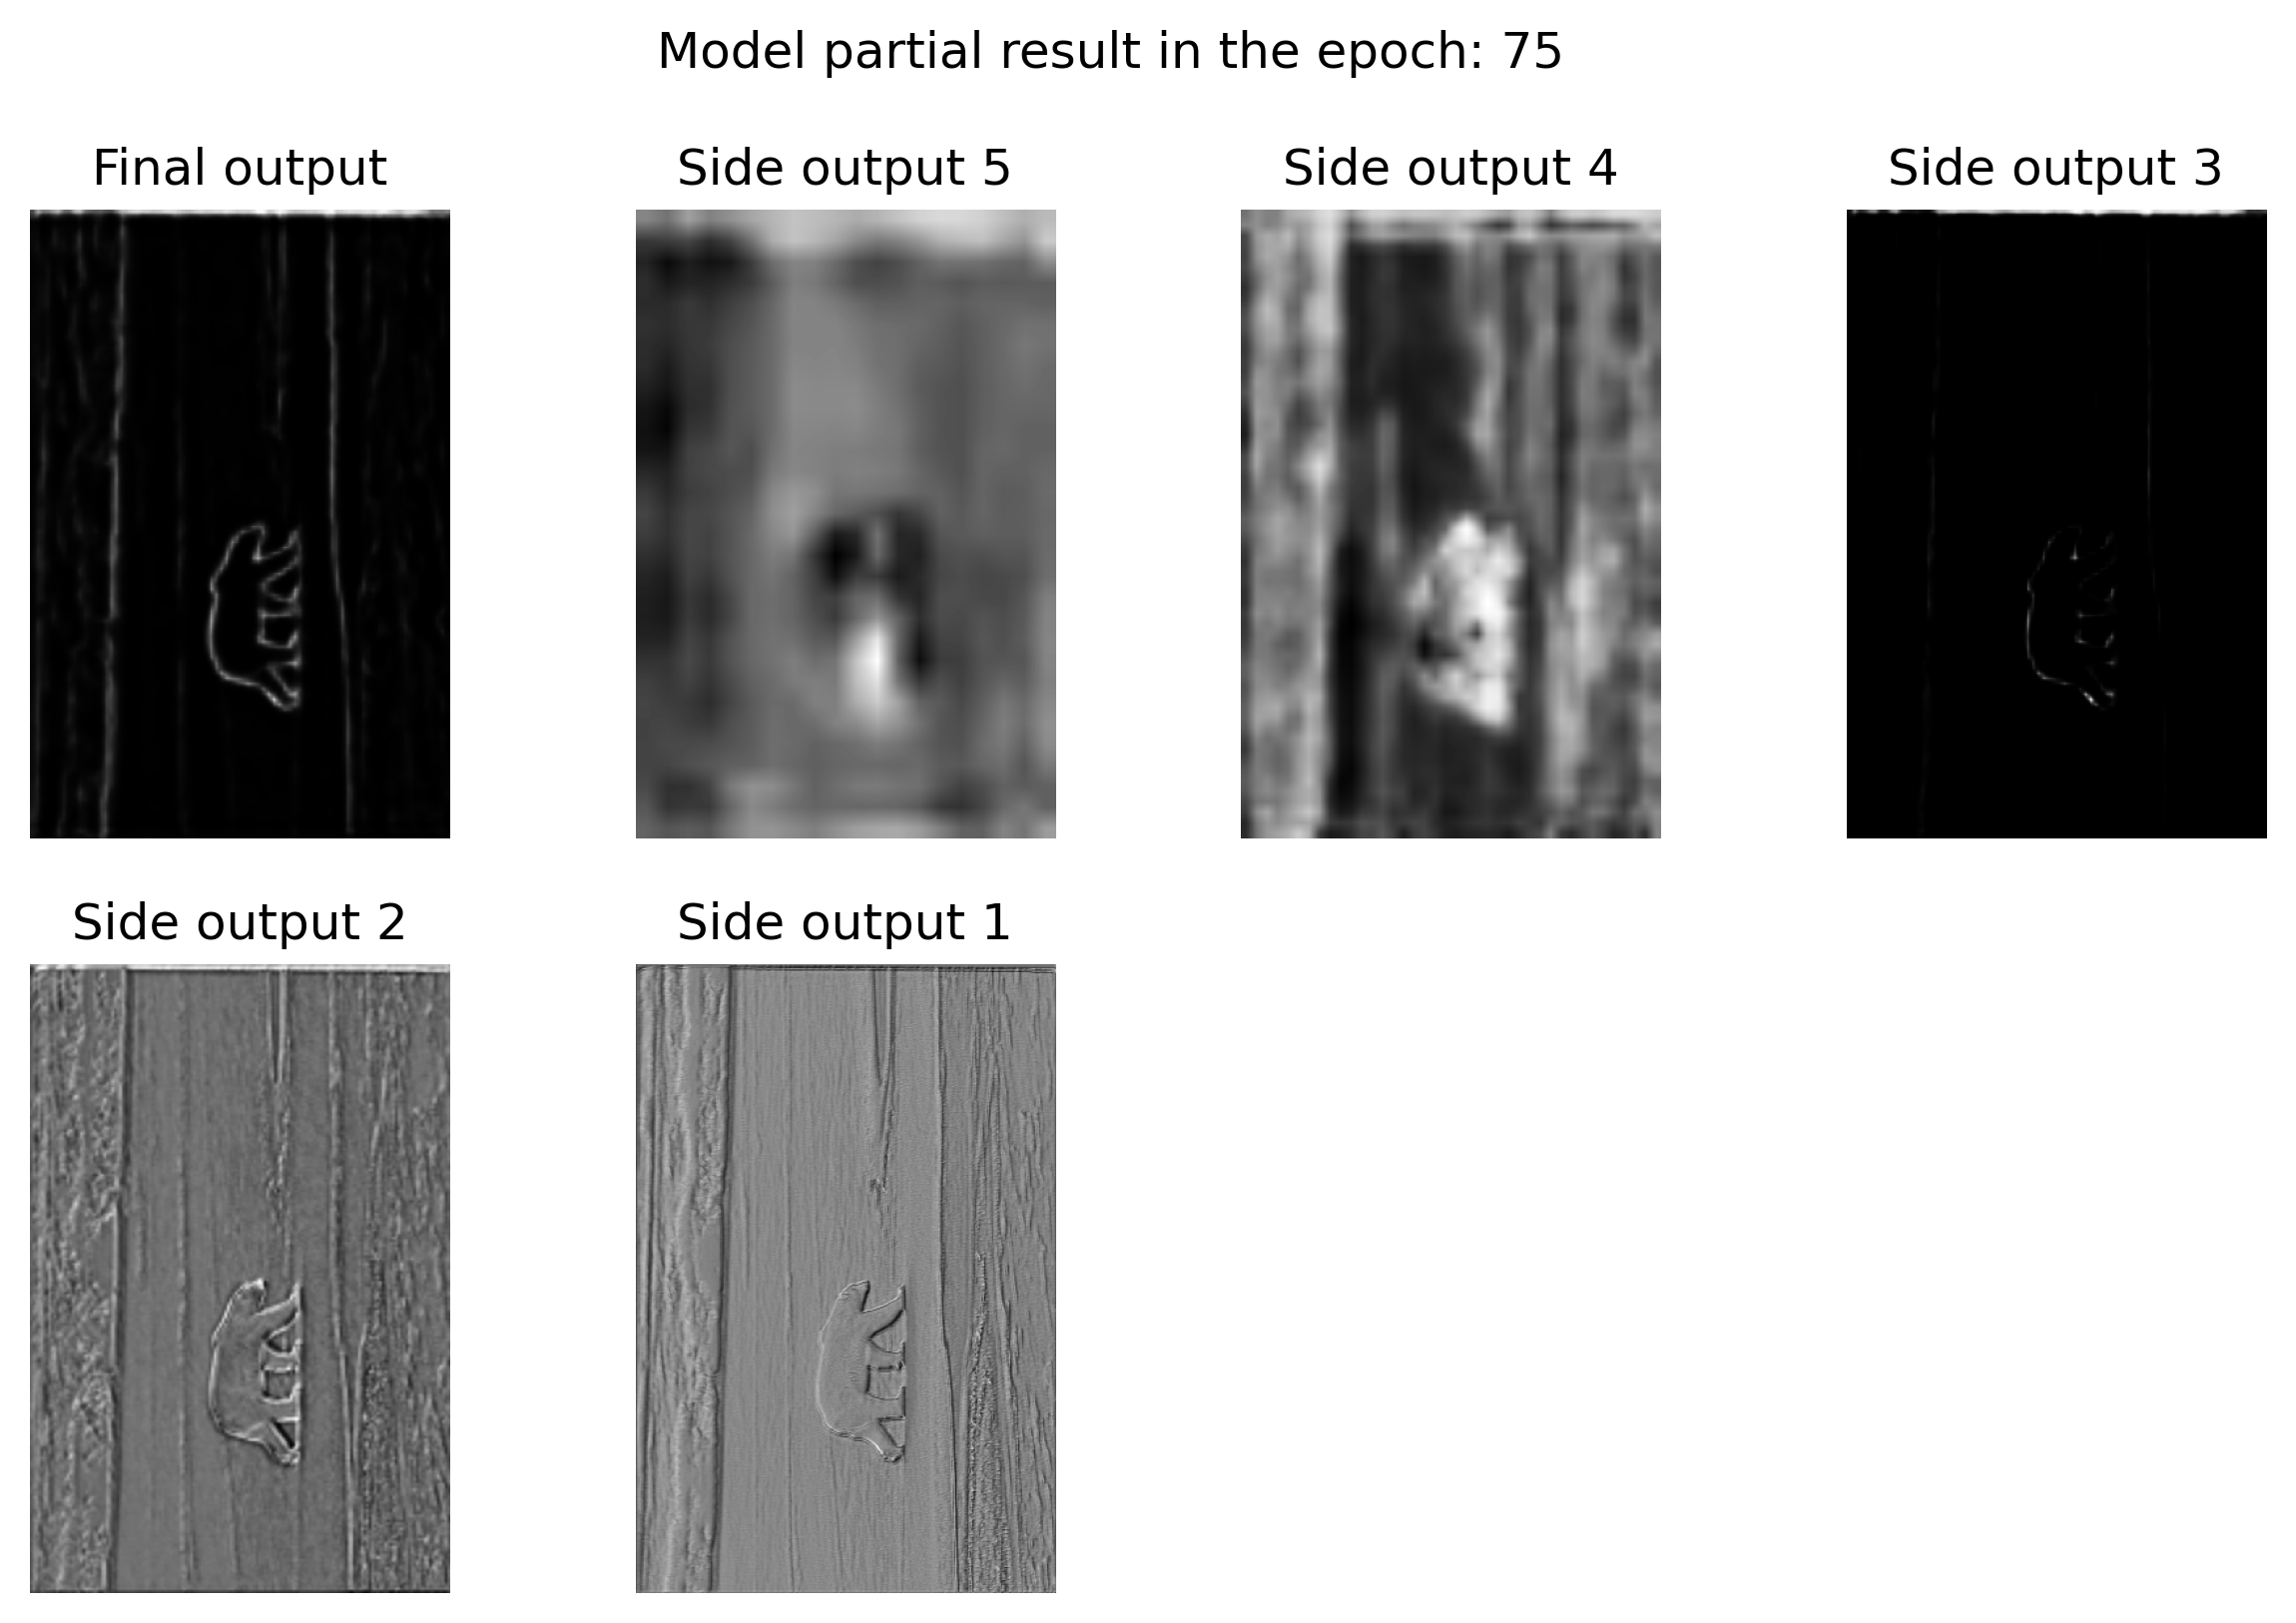 Model partial result in the epoch: 75
Final output
Side output 5
Side output 4
Side output 3
Side output 2
Side output 1